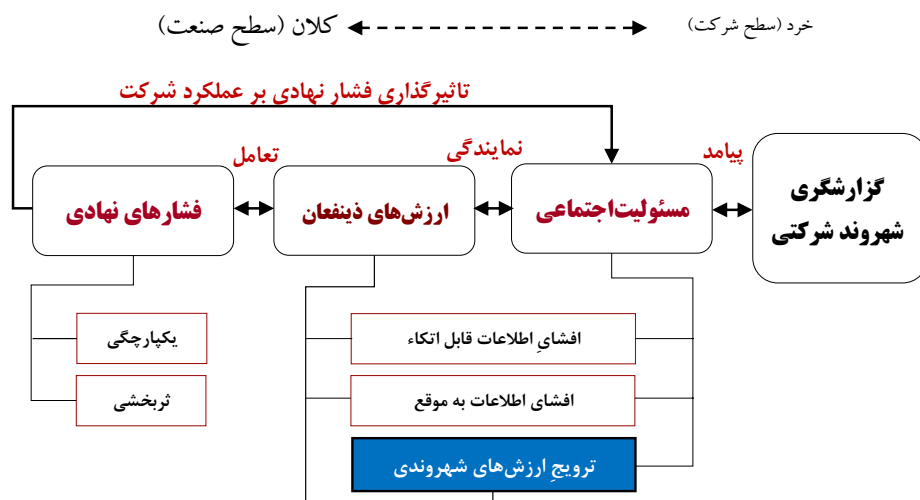 خرد (سطح شرکت)
کلان (سطح صنعت)
تاثیرگذاری فشار نهادی بر عملکرد شرکت
پیامد
نمایندگی
تعامل
گزارشگری
شهروند شرکتی
مسئولیت‌اجتماعی
ارزش‌های ذینفعان
فشارهای نهادی
افشایِ اطلاعات قابل اتکاء
یکپارچگی
افشای اطلاعات به موقع
ثربخشی
ترویجِ ارزش‌های شهروندی